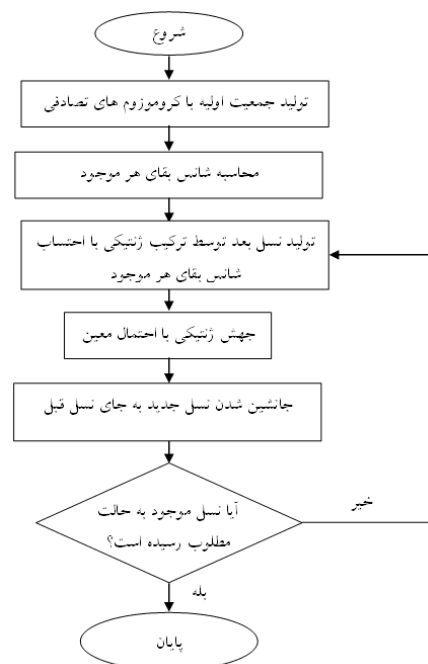 شروع
تولید جمعیت اولیه با کروموزوم های تصادفی
محاسبه شانس بقای هر موجود
تولید نسل بعد توسط ترکیب ژنتیکی با احتساب
شانس بقای هر موجود
جهش ژنتیکی با احتمال معین
جانشین شدن نسل جدید به جای نسل قبل
آیا نسل موجود به حالت
مطلوب رسیده است؟
خیر
بله
پایان